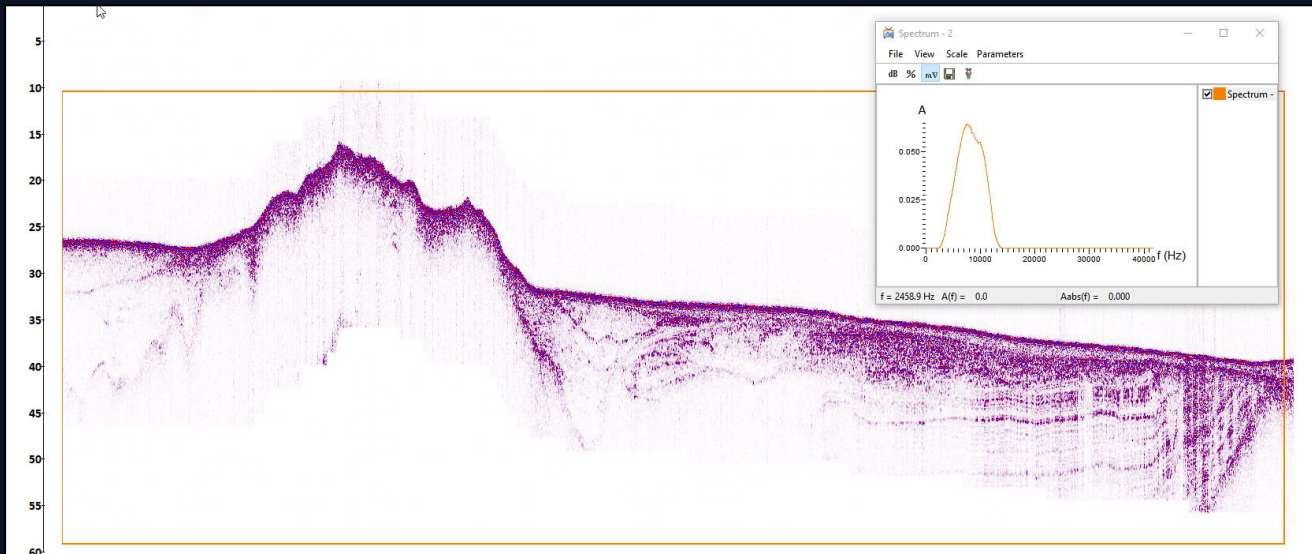 5
10
15
20
25
30
35
40
45
50
55
60
Spectrum - 2
File View Scale Parameters
dB % mV
Spectrum -
A
0.050
0.025
0.000
0 10000 20000 30000 40000 f (Hz)
f = 2458.9 Hz A(f) = 0.0 Aabs(f) = 0.000